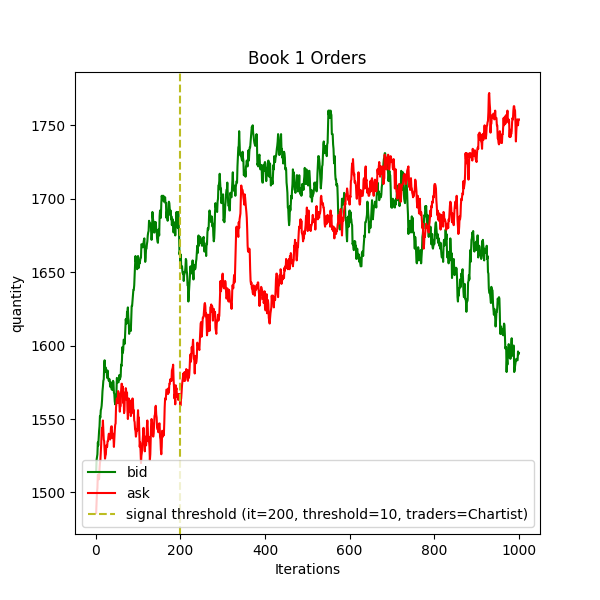 Book 1 Orders
quantity
1750
1700
1650
1600
1550
1500
bid
ask
signal threshold (it=200, threshold=10, traders=Chartist)
0 200 400 600 800 1000
Iterations